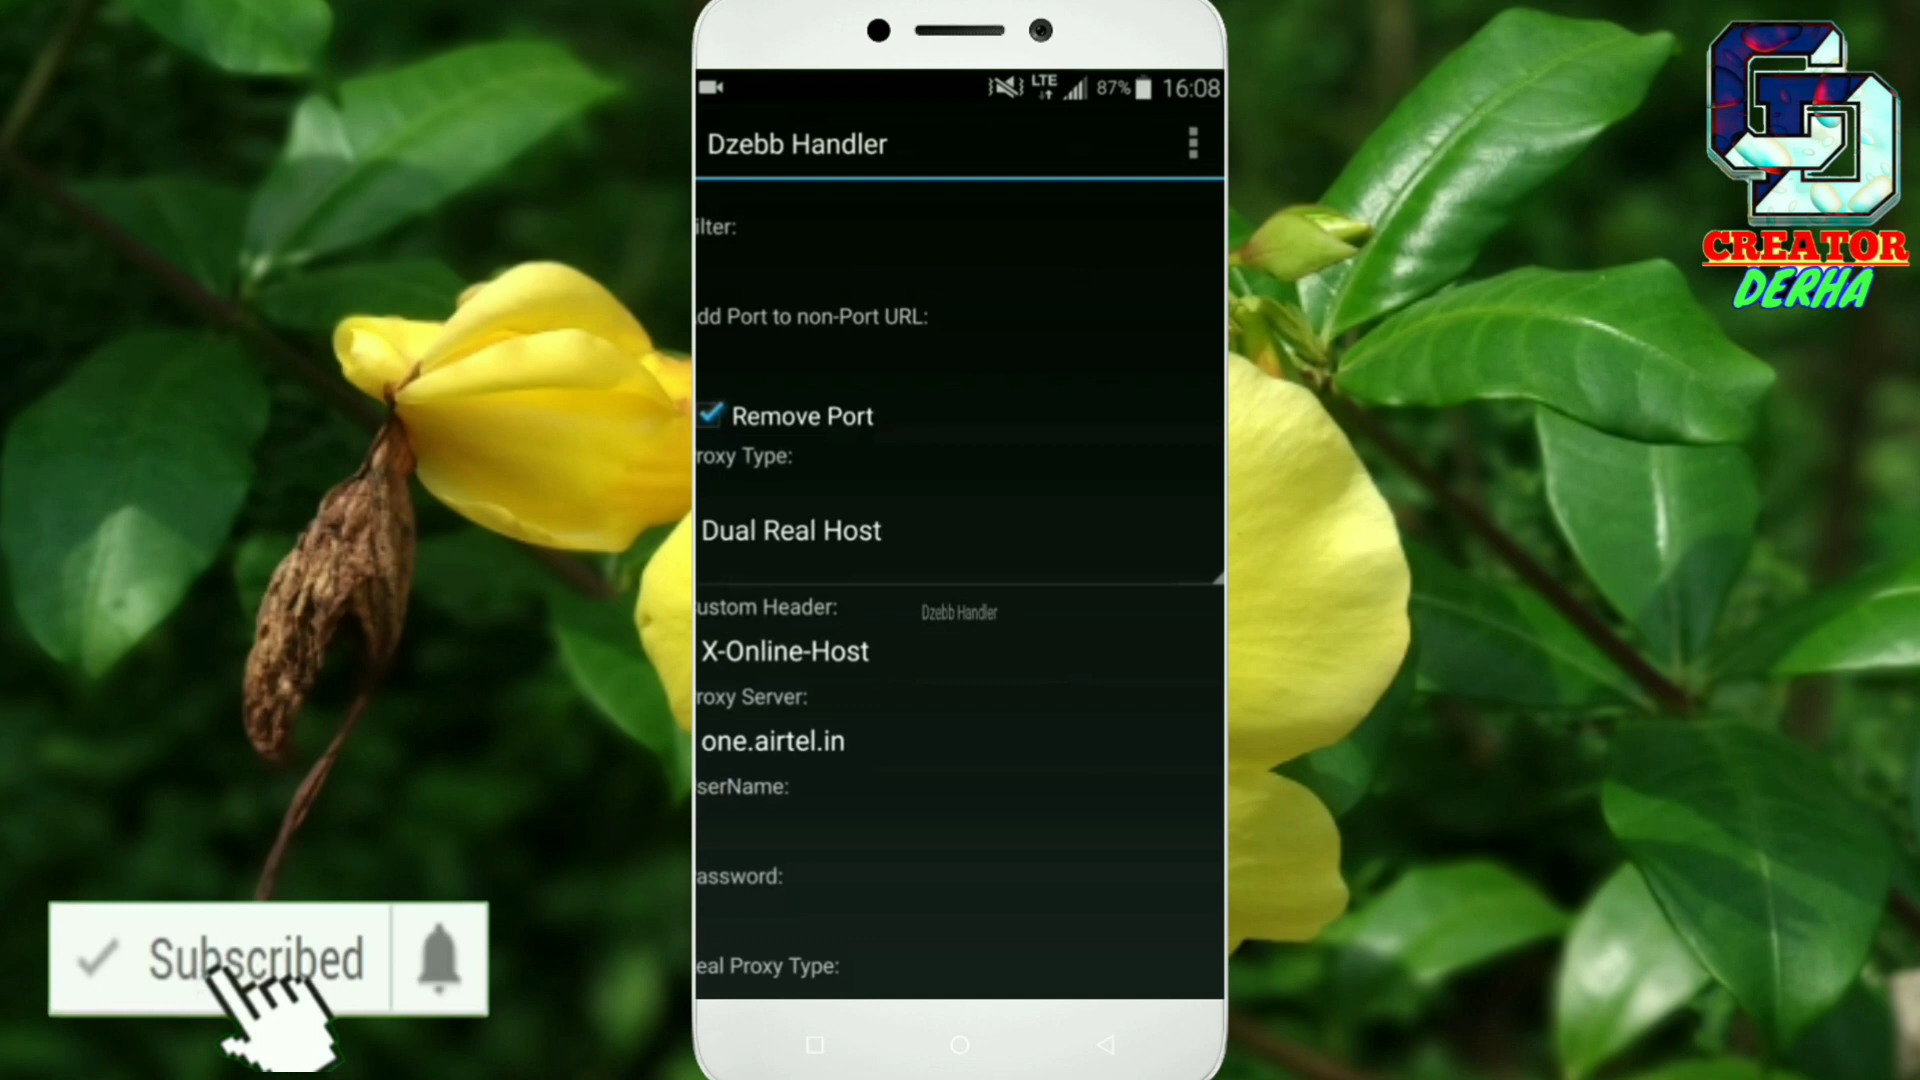 LTE 87% 16:08
Dzebb Handler
ilter:
dd Port to non-Port URL:
Remove Port
roxy Type:
Dual Real Host
ustom Header:
Dzebb Handler
X-Online-Host
roxy Server:
one.airtel.in
serName:
assword:
eal Proxy Type:
CREATOR
DERHA
Subscribed